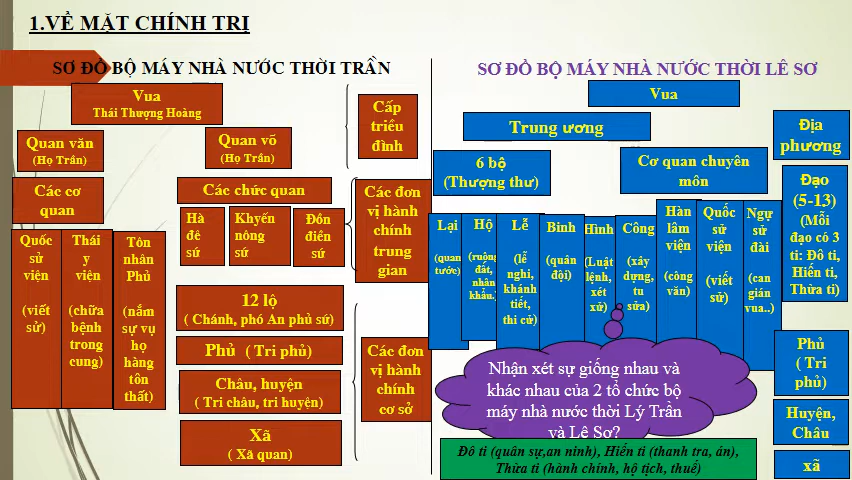 1.VỀ MẶT CHÍNH TRI
SƠ ĐỒ BỘ MÁY NHÀ NƯỚC THỜI TRẦN
Vua
Thái Thượng Hoàng
Quan văn
(Họ Trần)
Quan võ
(Họ Trần)
Cấp
triều
đình
Các cơ
quan
Các chức quan
Hà
đê
sứ
Khyến
nông
sứ
Đồn
điền
sứ
Các đơn
vị hành
chính
trung
gian
Quốc
sử
viện
(viết
sử)
Thái
y
viện
(chữa
bệnh
trong
cung)
Tôn
nhân
Phủ
(nắm
sự vụ
họ
hàng
tôn
thất)
12 lộ
( Chánh, phó An phủ sứ)
Phủ ( Tri phủ)
Châu, huyện
( Tri châu, tri huyện)
Xã
( Xã quan)
Các đơn
vị hành
chính
cơ sở
SƠ ĐỒ BỘ MÁY NHÀ NƯỚC THỜI LÊ SƠ
Vua
Trung ương
Địa
phương
6 bộ
(Thượng thư)
Cơ quan chuyên
môn
Lại
(quan
tước)
Hộ
(ruộng
đất,
nhân
khẩu.)
Lễ
(lễ
nghi,
khánh
tiết,
thi cử)
Binh
(quân
đội)
Hình
(Luật
lệnh,
xét
xử)
Công
(xây
dựng,
tu
sửa)
Hàn
lâm
viện
(công
văn)
Quốc
sử
viện
(viết
sử)
Ngự
sử
đài
(can
gián
vua..)
Đạo
(5-13)
(Mỗi
đạo có 3
ti: Đô ti,
Hiến ti,
Thừa ti)
Phủ
( Tri
phủ)
Huyện,
Châu
xã
Nhận xét sự giống nhau và
khác nhau của 2 tổ chức bộ
máy nhà nước thời Lý Trần
và Lê Sơ?
Đô ti (quân sự,an ninh), Hiến ti (thanh tra, án),
Thừa ti (hành chính, hộ tịch, thuế)